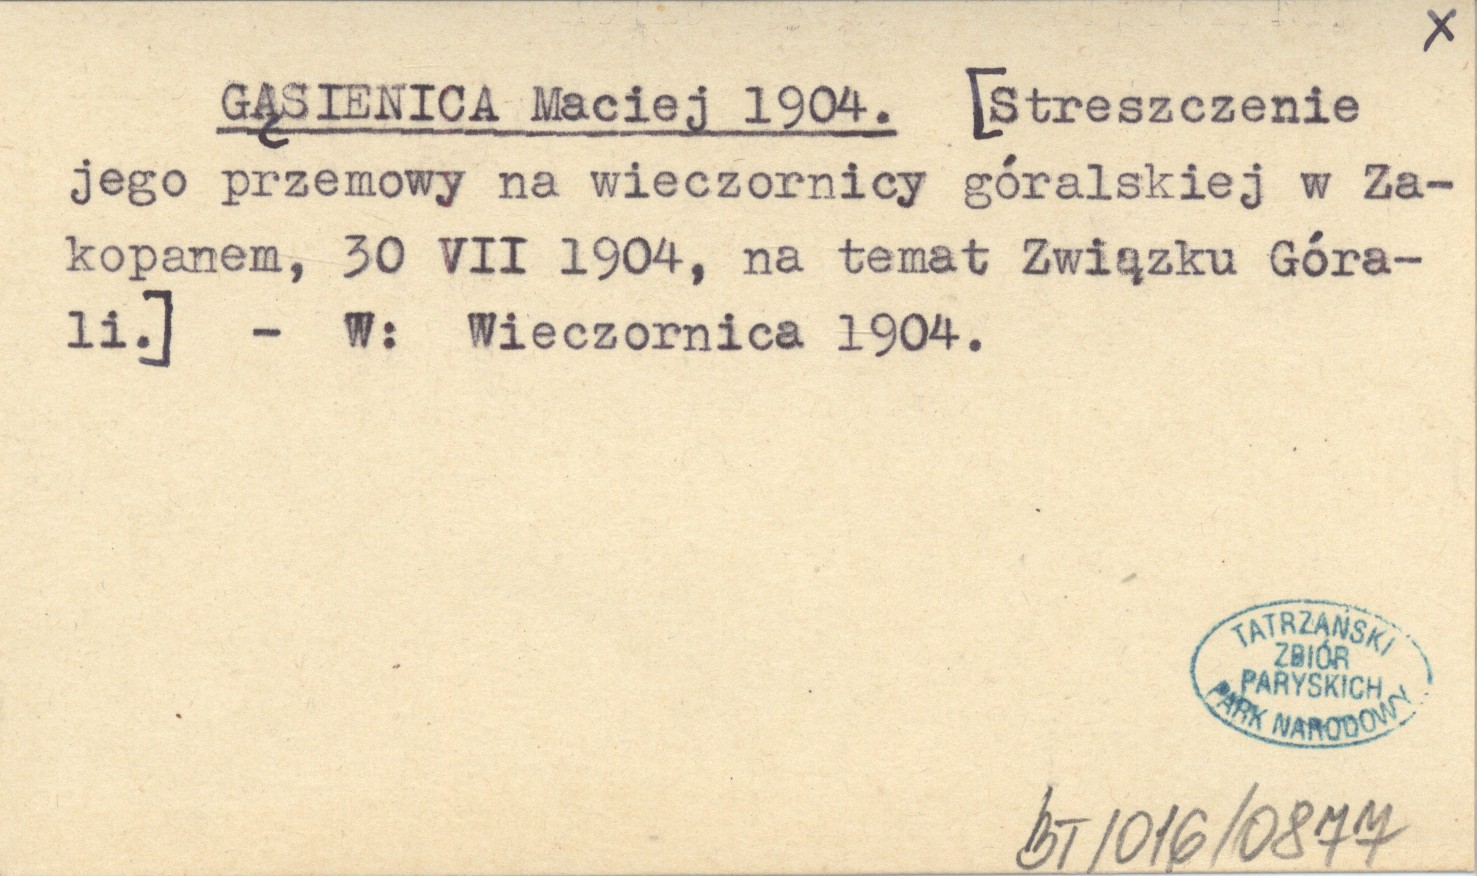 x
GĄSIENICA Maciej 1904. [Streszczenie
jego przemowy na wieczornicy góralskiej w Za-
kopanem, 30 VII 1904, na temat Związku Góra-
li.] - W: Wieczornica 1904.
TATRZAŃSKI
ZBIÓR
PARYSKICH
PARK NARODOWY
BT/016/0877